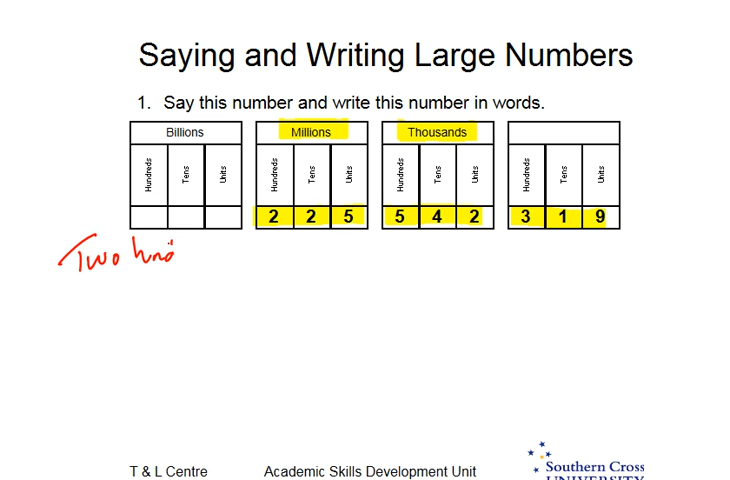 Saying and Writing Large Numbers
1. Say this number and write this number in words.
Billions Millions Thousands
Hundreds Tens Units Hundreds Tens Units Hundreds Tens Units Hundreds Tens Units
2 2 5 5 4 2 3 1 9
Two hund
T & L Centre Academic Skills Development Unit
Southern Cross
UNIVERSITY